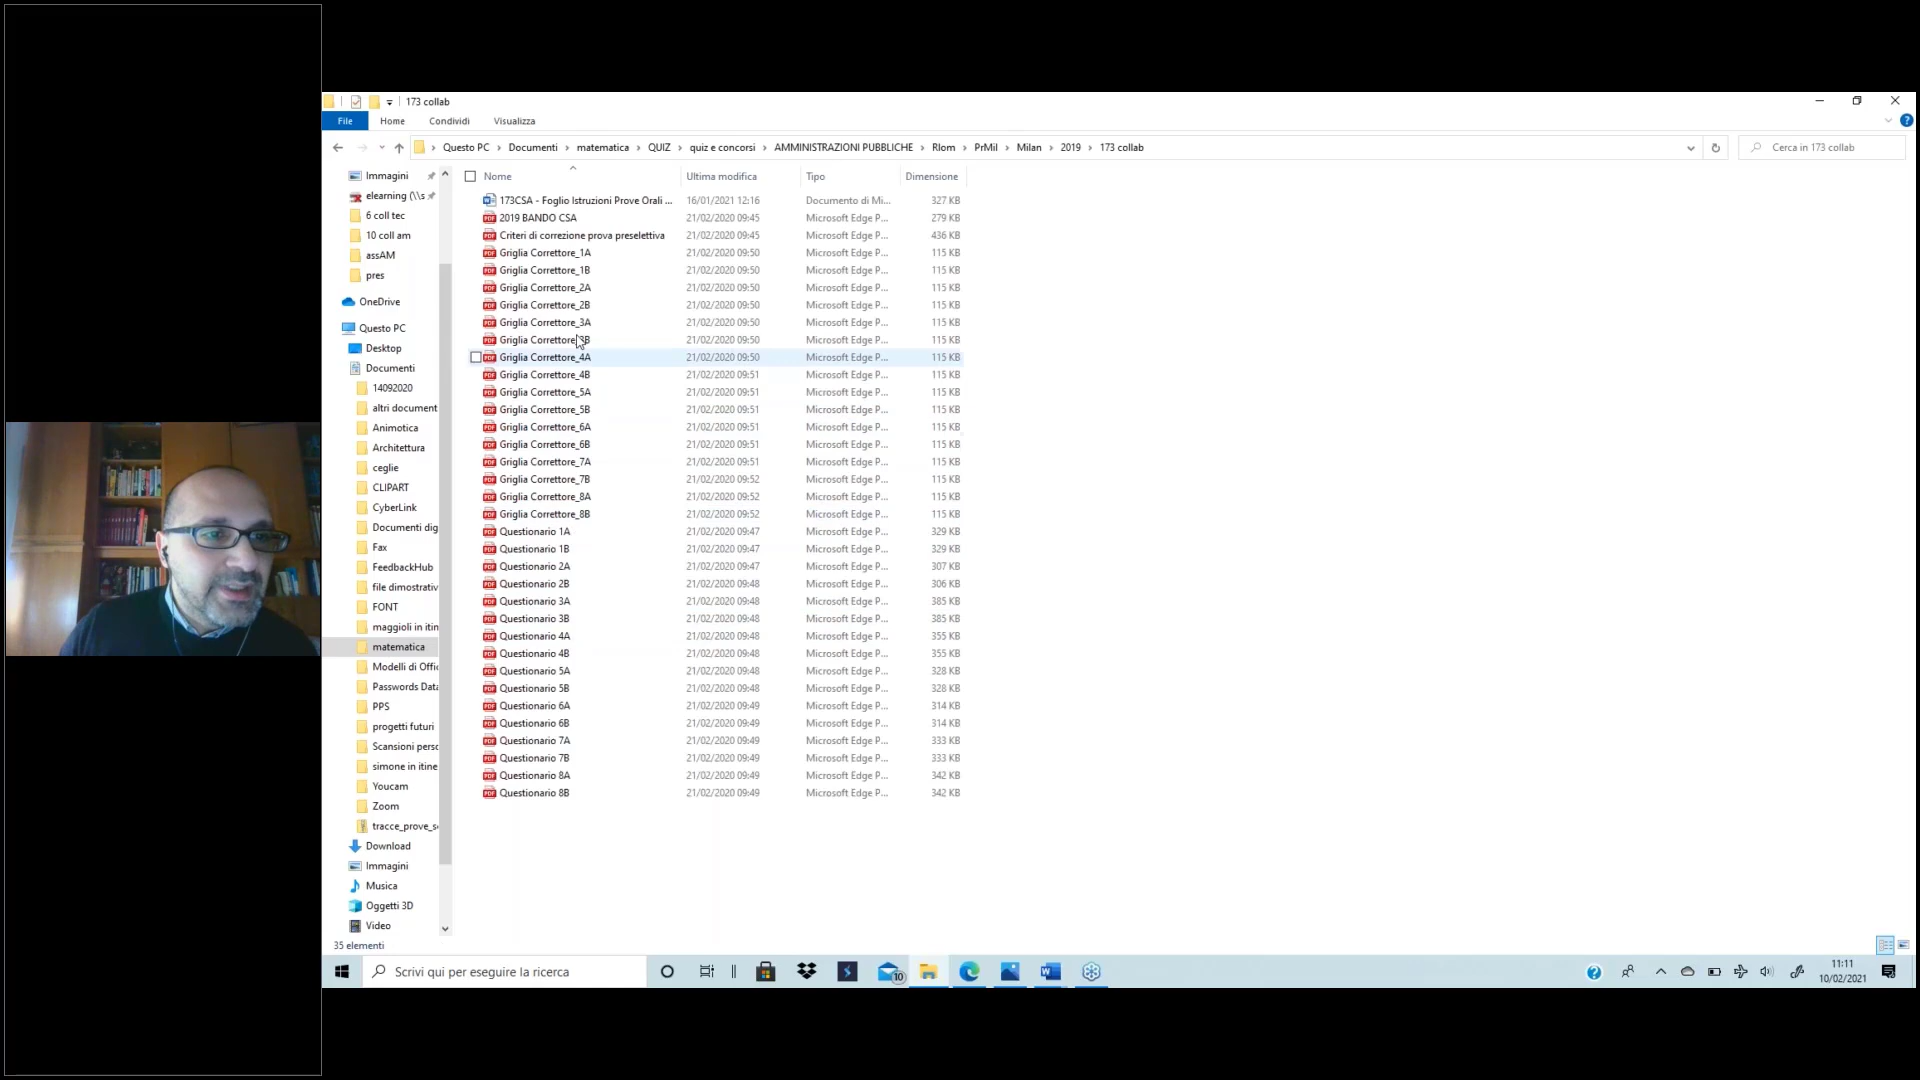 173 collab
File Home Condividi Visualizza
Questo PC Documenti matematica QUIZ quiz e concorsi AMMINISTRAZIONI PUBBLICHE Rlom PrMil Milan 2019 173 collab
Cerca in 173 collab
Immagini
elearning (\\s
6 coll tec
10 coll am
assAM
pres
OneDrive
Questo PC
Desktop
Documenti
14092020
altri document
Animotica
Architettura
ceglie
CLIPART
CyberLink
Documenti dig
Fax
FeedbackHub
file dimostrativ
FONT
maggioli in itin
matematica
Modelli di Offi
Passwords Data
PPS
progetti futuri
Scansioni perso
simone in itine
Youcam
Zoom
tracce_prove_s
Download
Immagini
Musica
Oggetti 3D
Video
Nome Ultima modifica Tipo Dimensione
173CSA - Foglio Istruzioni Prove Orali ... 16/01/2021 12:16 Documento di Mi... 327 KB
2019 BANDO CSA 21/02/2020 09:45 Microsoft Edge P... 279 KB
Criteri di correzione prova preselettiva 21/02/2020 09:45 Microsoft Edge P... 436 KB
Griglia Correttore_1A 21/02/2020 09:50 Microsoft Edge P... 115 KB
Griglia Correttore_1B 21/02/2020 09:50 Microsoft Edge P... 115 KB
Griglia Correttore_2A 21/02/2020 09:50 Microsoft Edge P... 115 KB
Griglia Correttore_2B 21/02/2020 09:50 Microsoft Edge P... 115 KB
Griglia Correttore_3A 21/02/2020 09:50 Microsoft Edge P... 115 KB
Griglia Correttore_3B 21/02/2020 09:50 Microsoft Edge P... 115 KB
Griglia Correttore_4A 21/02/2020 09:50 Microsoft Edge P... 115 KB
Griglia Correttore_4B 21/02/2020 09:51 Microsoft Edge P... 115 KB
Griglia Correttore_5A 21/02/2020 09:51 Microsoft Edge P... 115 KB
Griglia Correttore_5B 21/02/2020 09:51 Microsoft Edge P... 115 KB
Griglia Correttore_6A 21/02/2020 09:51 Microsoft Edge P... 115 KB
Griglia Correttore_6B 21/02/2020 09:51 Microsoft Edge P... 115 KB
Griglia Correttore_7A 21/02/2020 09:51 Microsoft Edge P... 115 KB
Griglia Correttore_7B 21/02/2020 09:52 Microsoft Edge P... 115 KB
Griglia Correttore_8A 21/02/2020 09:52 Microsoft Edge P... 115 KB
Griglia Correttore_8B 21/02/2020 09:52 Microsoft Edge P... 115 KB
Questionario 1A 21/02/2020 09:47 Microsoft Edge P... 329 KB
Questionario 1B 21/02/2020 09:47 Microsoft Edge P... 329 KB
Questionario 2A 21/02/2020 09:47 Microsoft Edge P... 307 KB
Questionario 2B 21/02/2020 09:48 Microsoft Edge P... 306 KB
Questionario 3A 21/02/2020 09:48 Microsoft Edge P... 385 KB
Questionario 3B 21/02/2020 09:48 Microsoft Edge P... 385 KB
Questionario 4A 21/02/2020 09:48 Microsoft Edge P... 355 KB
Questionario 4B 21/02/2020 09:48 Microsoft Edge P... 355 KB
Questionario 5A 21/02/2020 09:48 Microsoft Edge P... 328 KB
Questionario 5B 21/02/2020 09:48 Microsoft Edge P... 328 KB
Questionario 6A 21/02/2020 09:49 Microsoft Edge P... 314 KB
Questionario 6B 21/02/2020 09:49 Microsoft Edge P... 314 KB
Questionario 7A 21/02/2020 09:49 Microsoft Edge P... 333 KB
Questionario 7B 21/02/2020 09:49 Microsoft Edge P... 333 KB
Questionario 8A 21/02/2020 09:49 Microsoft Edge P... 342 KB
Questionario 8B 21/02/2020 09:49 Microsoft Edge P... 342 KB
35 elementi
Scrivi qui per eseguire la ricerca
10
11:11
10/02/2021